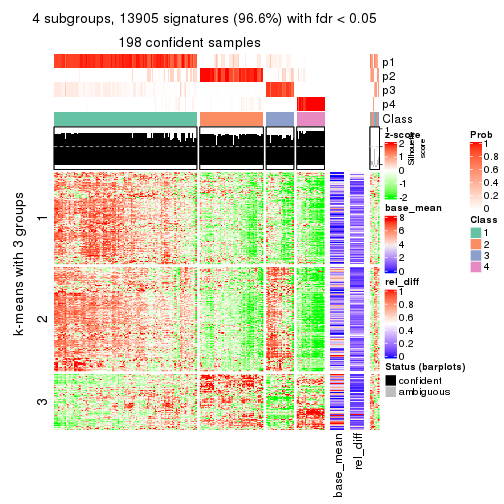 4 subgroups, 13905 signatures (96.6%) with fdr < 0.05
198 confident samples
p1
p2
p3
p4
Class
1
Silhouette
score
k-means with 3 groups
1
2
3
base_mean
rel_diff
z-score
2
1
0
-1
-2
base_mean
8
6
4
2
0
rel_diff
1
0.8
0.6
0.4
0.2
0
Status (barplots)
confident
ambiguous
Prob
1
0.8
0.6
0.4
0.2
0
Class
1
2
3
4